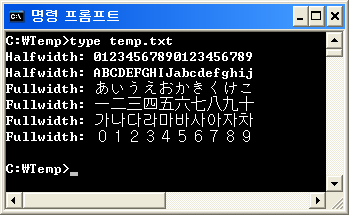 명령 프롬프트
C:₩Temp>type temp.txt
Halfwidth: 01234567890123456789
Halfwidth: ABCDEFGHIJabcdefghij
Fullwidth: あいうえおかきくけこ
Fullwidth: 一二三四五六七八九十
Fullwidth: 가나다라마바사아자차
Fullwidth: ０１２３４５６７８９
C:₩Temp>